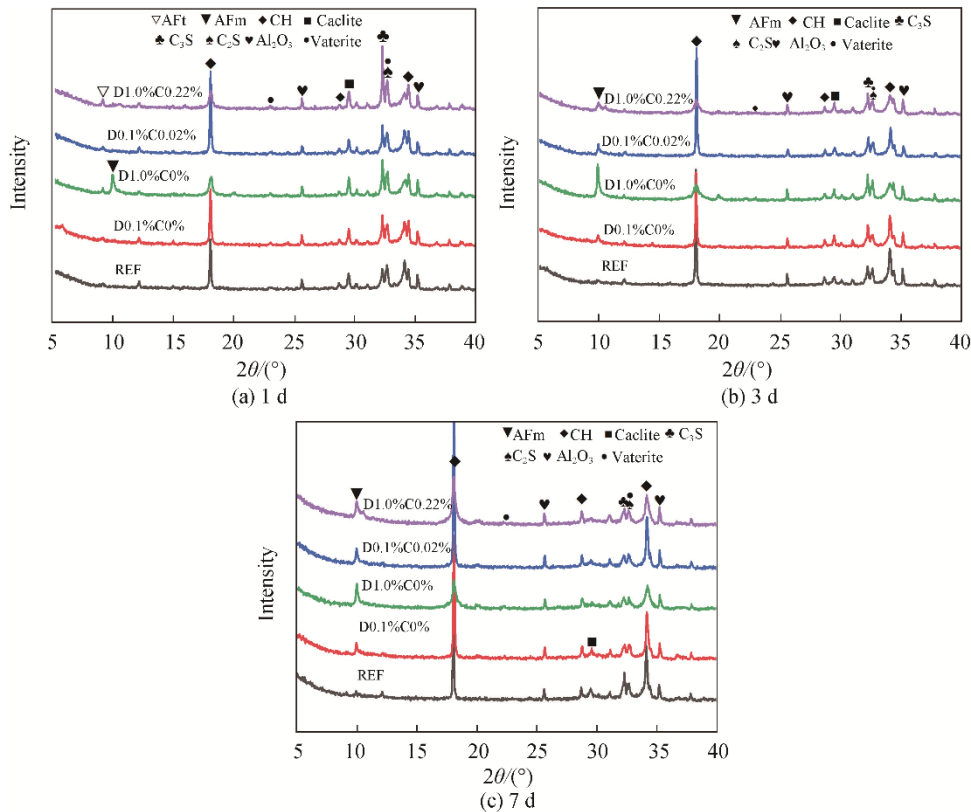 ▽AFt ▼AFm ◆CH ■Caclite
♣C₃S ♠C₂S ♥Al₂O₃ •Vaterite
D1.0%C0.22%
D0.1%C0.02%
D1.0%C0%
D0.1%C0%
REF
Intensity
5 10 15 20 25 30 35 40
2θ/(°)
(a) 1 d
▼AFm ◆CH ■Caclite ♣C₃S
♠C₂S♥Al₂O₃ •Vaterite
D1.0%C0.22%
D0.1%C0.02%
D1.0%C0%
D0.1%C0%
REF
Intensity
5 10 15 20 25 30 35 40
2θ/(°)
(b) 3 d
▼AFm ◆CH ■Caclite ♣C₃S
♠C₂S ♥Al₂O₃ •Vaterite
D1.0%C0.22%
D0.1%C0.02%
D1.0%C0%
D0.1%C0%
REF
Intensity
5 10 15 20 25 30 35 40
2θ/(°)
(c) 7 d